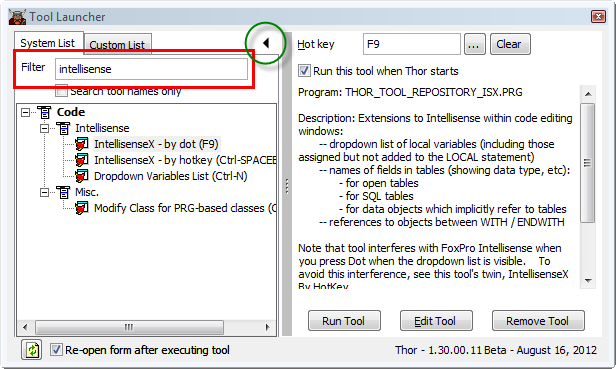 Tool Launcher
System List
Custom List
Filter
intellisense
Search tool names only
Code
Intellisense
IntellisenseX - by dot (F9)
IntellisenseX - by hotkey (Ctrl-SPACEB
Dropdown Variables List (Ctrl-N)
Misc.
Modify Class for PRG-based classes (C
Re-open form after executing tool
Hot key
F9
...
Clear
Run this tool when Thor starts
Program: THOR_TOOL_REPOSITORY_ISX.PRG
Description: Extensions to Intellisense within code editing
windows:
-- dropdown list of local variables (including those
assigned but not added to the LOCAL statement)
-- names of fields in tables (showing data type, etc):
- for open tables
- for SQL tables
- for data objects which implicitly refer to tables
-- references to objects between WITH / ENDWITH
Note that tool interferes with FoxPro Intellisense when
you press Dot when the dropdown list is visible. To
avoid this interference, see this tool's twin, IntellisenseX
By HotKey
Run Tool
Edit Tool
Remove Tool
Thor - 1.30.00.11 Beta - August 16, 2012